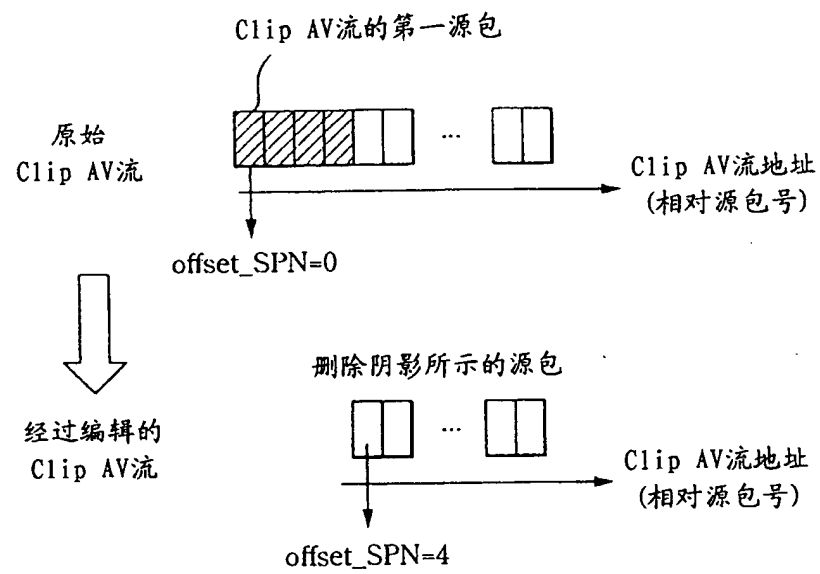 Clip AV流的第一源包
原始
Clip AV流
...
Clip AV流地址
(相对源包号)
offset_SPN=0
删除阴影所示的源包
经过编辑的
Clip AV流
...
Clip AV流地址
(相对源包号)
offset_SPN=4